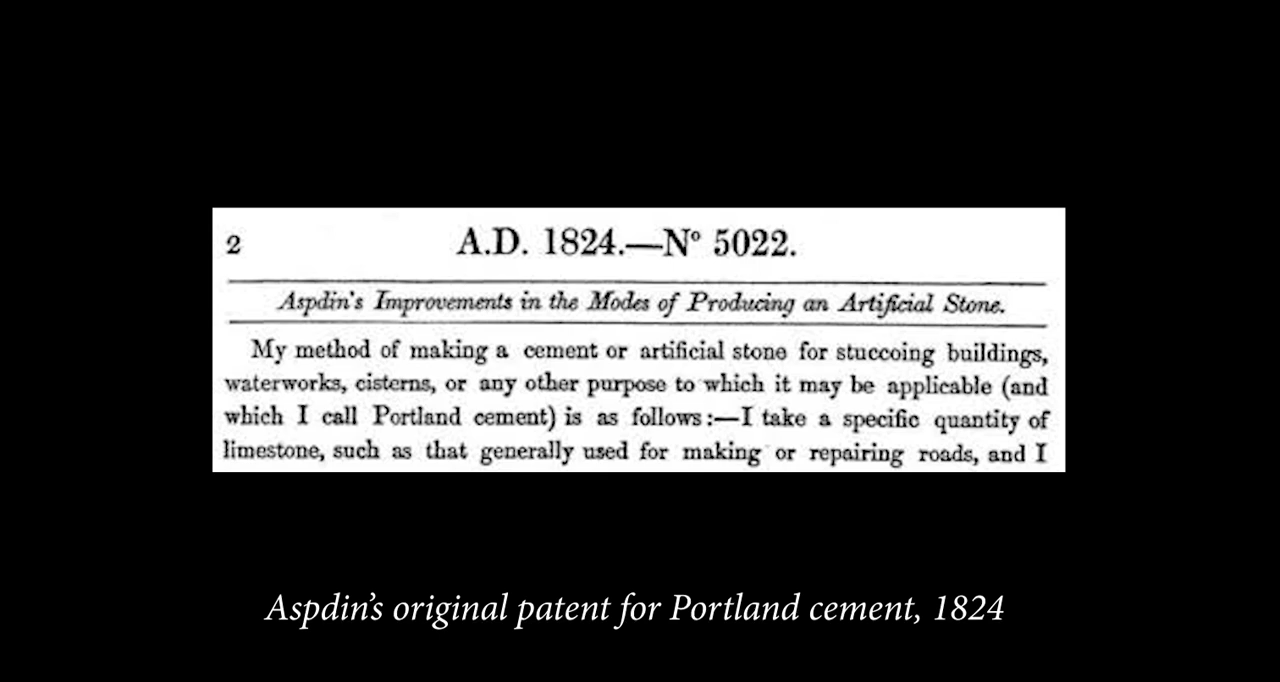 2
A.D. 1824.—Nº 5022.
Aspdin's Improvements in the Modes of Producing an Artificial Stone.
My method of making a cement or artificial stone for stuccoing buildings,
waterworks, cisterns, or any other purpose to which it may be applicable (and
which I call Portland cement) is as follows:—I take a specific quantity of
limestone, such as that generally used for making or repairing roads, and I
Aspdin’s original patent for Portland cement, 1824